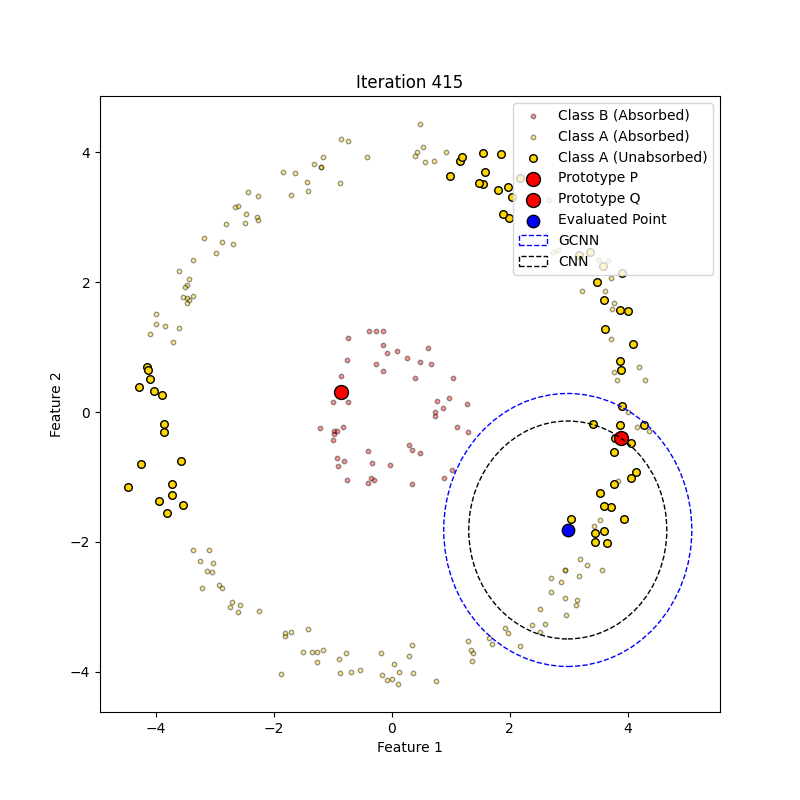 Iteration 415
Class B (Absorbed)
Class A (Absorbed)
Class A (Unabsorbed)
Prototype P
Prototype Q
Evaluated Point
GCNN
CNN
4
2
0
−2
−4
Feature 2
−4 −2 0 2 4
Feature 1